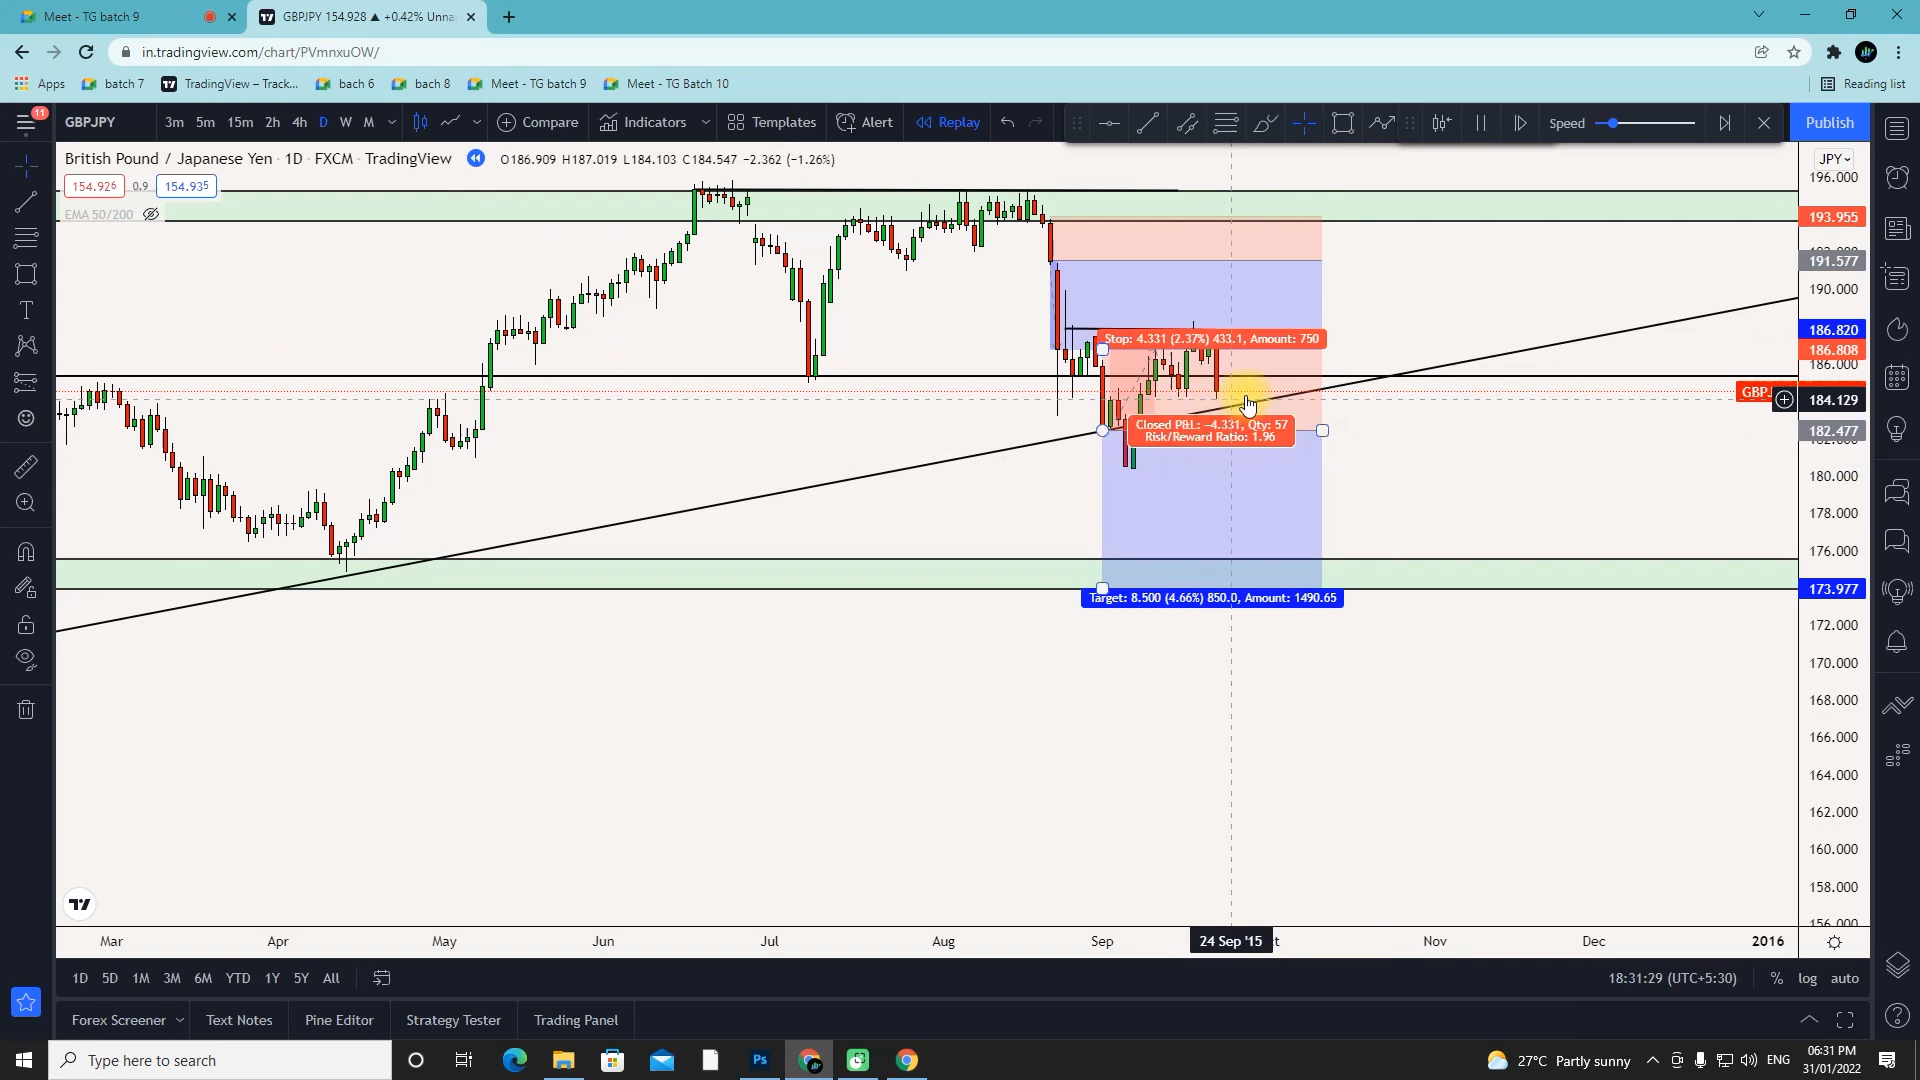 Meet - TG batch 9
GBPJPY 154.928 ▲ +0.42% Unna
in.tradingview.com/chart/PVmnxuOW/
Apps
batch 7
TradingView – Track...
bach 6
bach 8
Meet - TG batch 9
Meet - TG Batch 10
Reading list
11
GBPJPY
3m 5m 15m 2h 4h D W M
Compare
Indicators
Templates
Alert
Replay
Speed
Publish
British Pound / Japanese Yen · 1D · FXCM · TradingView
O186.909 H187.019 L184.103 C184.547 −2.362 (−1.26%)
JPY
154.926 0.9 154.935
EMA 50/200
196.000
193.955
191.577
190.000
186.820
186.808
186.000
GBPJ
184.129
182.477
180.000
178.000
176.000
173.977
172.000
170.000
168.000
166.000
164.000
162.000
160.000
158.000
156.000
Stop: 4.331 (2.37%) 433.1, Amount: 750
Closed P&L: −4.331, Qty: 57
Risk/Reward Ratio: 1.96
Target: 8.500 (4.66%) 850.0, Amount: 1490.65
Mar Apr May Jun Jul Aug Sep 24 Sep '15 Nov Dec 2016
1D 5D 1M 3M 6M YTD 1Y 5Y All
18:31:29 (UTC+5:30) % log auto
Forex Screener
Text Notes
Pine Editor
Strategy Tester
Trading Panel
Type here to search
Ps
27°C Partly sunny
ENG
06:31 PM
31/01/2022